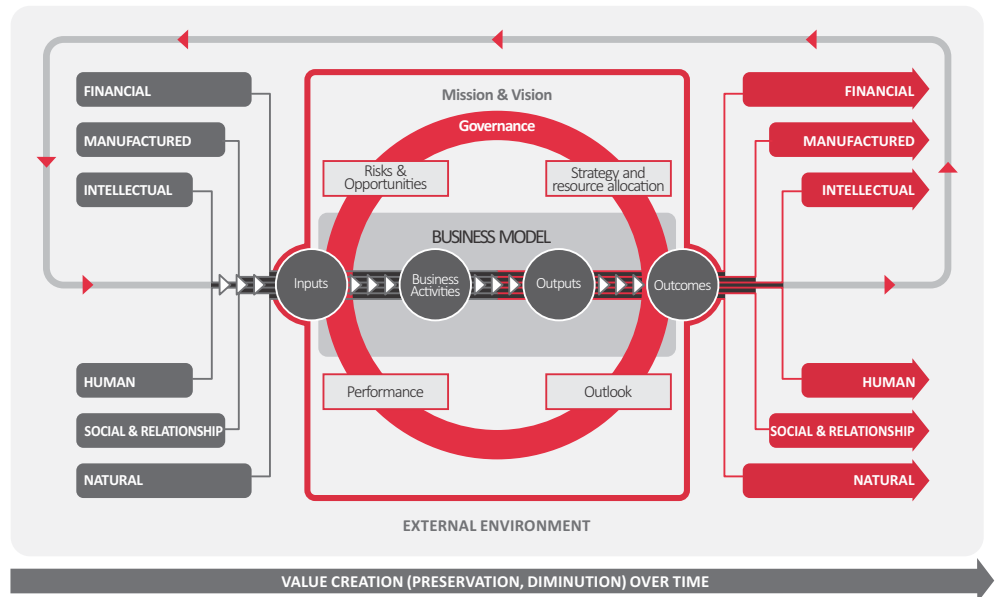 FINANCIAL
MANUFACTURED
INTELLECTUAL
HUMAN
SOCIAL & RELATIONSHIP
NATURAL
Mission & Vision
Governance
Risks &
Opportunities
Strategy and
resource allocation
BUSINESS MODEL
Inputs
Business
Activities
Outputs
Outcomes
Performance
Outlook
FINANCIAL
MANUFACTURED
INTELLECTUAL
HUMAN
SOCIAL & RELATIONSHIP
NATURAL
EXTERNAL ENVIRONMENT
VALUE CREATION (PRESERVATION, DIMINUTION) OVER TIME